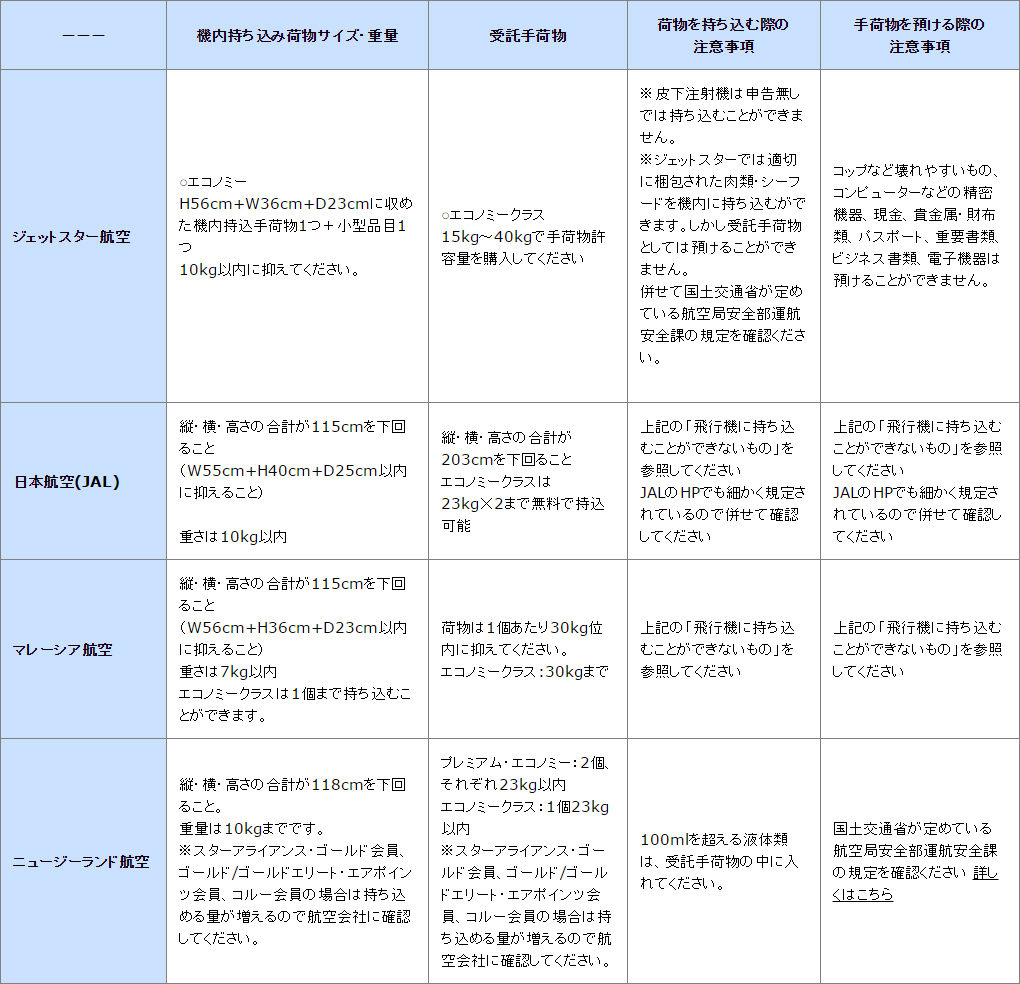 ーーー
機内持ち込み荷物サイズ・重量
受託手荷物
荷物を持ち込む際の
注意事項
手荷物を預ける際の
注意事項
ジェットスター航空
○エコノミー
H56cm+W36cm+D23cmに収め
た機内持込手荷物1つ+小型品目1
つ
10kg以内に抑えてください。
○エコノミークラス
15kg～40kgで手荷物許
容量を購入してください
※皮下注射機は申告無し
では持ち込むことができま
せん。
※ジェットスターでは適切
に梱包された肉類・シーフ
ードを機内に持ち込むがで
きます。しかし受託手荷物
としては預けることができ
ません。
併せて国土交通省が定め
ている航空局安全部運航
安全課の規定を確認くださ
い。
コップなど壊れやすいもの、
コンピューターなどの精密
機器、現金、貴金属・財布
類、パスポート、重要書類、
ビジネス書類、電子機器は
預けることができません。
日本航空(JAL)
縦・横・高さの合計が115cmを下回
ること
（W55cm+H40cm+D25cm以内
に抑えること）
重さは10kg以内
縦・横・高さの合計が
203cmを下回ること
エコノミークラスは
23kg×2まで無料で持込
可能
上記の「飛行機に持ち込
むことができないもの」を
参照してください
JALのHPでも細かく規定さ
れているので併せて確認
してください
上記の「飛行機に持ち込む
ことができないもの」を参照
してください
JALのHPでも細かく規定さ
れているので併せて確認し
てください
マレーシア航空
縦・横・高さの合計が115cmを下回
ること
（W56cm+H36cm+D23cm以内
に抑えること）
重さは7kg以内
エコノミークラスは1個まで持ち込むこ
とができます。
荷物は1個あたり30kg位
内に抑えてください。
エコノミークラス：30kgまで
上記の「飛行機に持ち込
むことができないもの」を
参照してください
上記の「飛行機に持ち込む
ことができないもの」を参照
してください
ニュージーランド航空
縦・横・高さの合計が118cmを下回
ること。
重量は10kgまでです。
※スターアライアンス・ゴールド会員、
ゴールド/ゴールドエリート・エアポイン
ツ会員、コルー会員の場合は持ち込
める量が増えるので航空会社に確認
してください。
プレミアム・エコノミー：2個、
それぞれ23kg以内
エコノミークラス：1個23kg
以内
※スターアライアンス・ゴー
ルド会員、ゴールド/ゴール
ドエリート・エアポインツ会
員、コルー会員の場合は持
ち込める量が増えるので航
空会社に確認してください。
100mlを超える液体類
は、受託手荷物の中に入
れてください。
国土交通省が定めている
航空局安全部運航安全課
の規定を確認ください 詳し
くはこちら